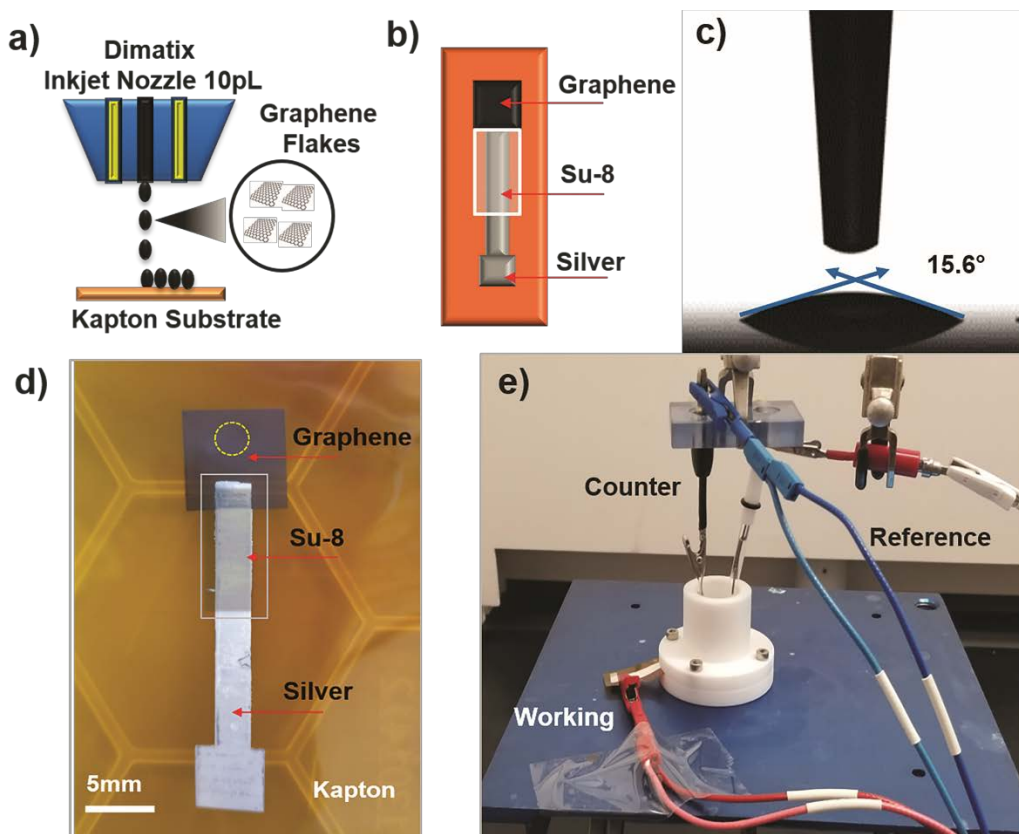 a)
Dimatix
Inkjet Nozzle 10pL
Graphene
Flakes
Kapton Substrate
b)
Graphene
Su-8
Silver
c)
15.6°
d)
Graphene
Su-8
Silver
5mm
Kapton
e)
Counter
Reference
Working